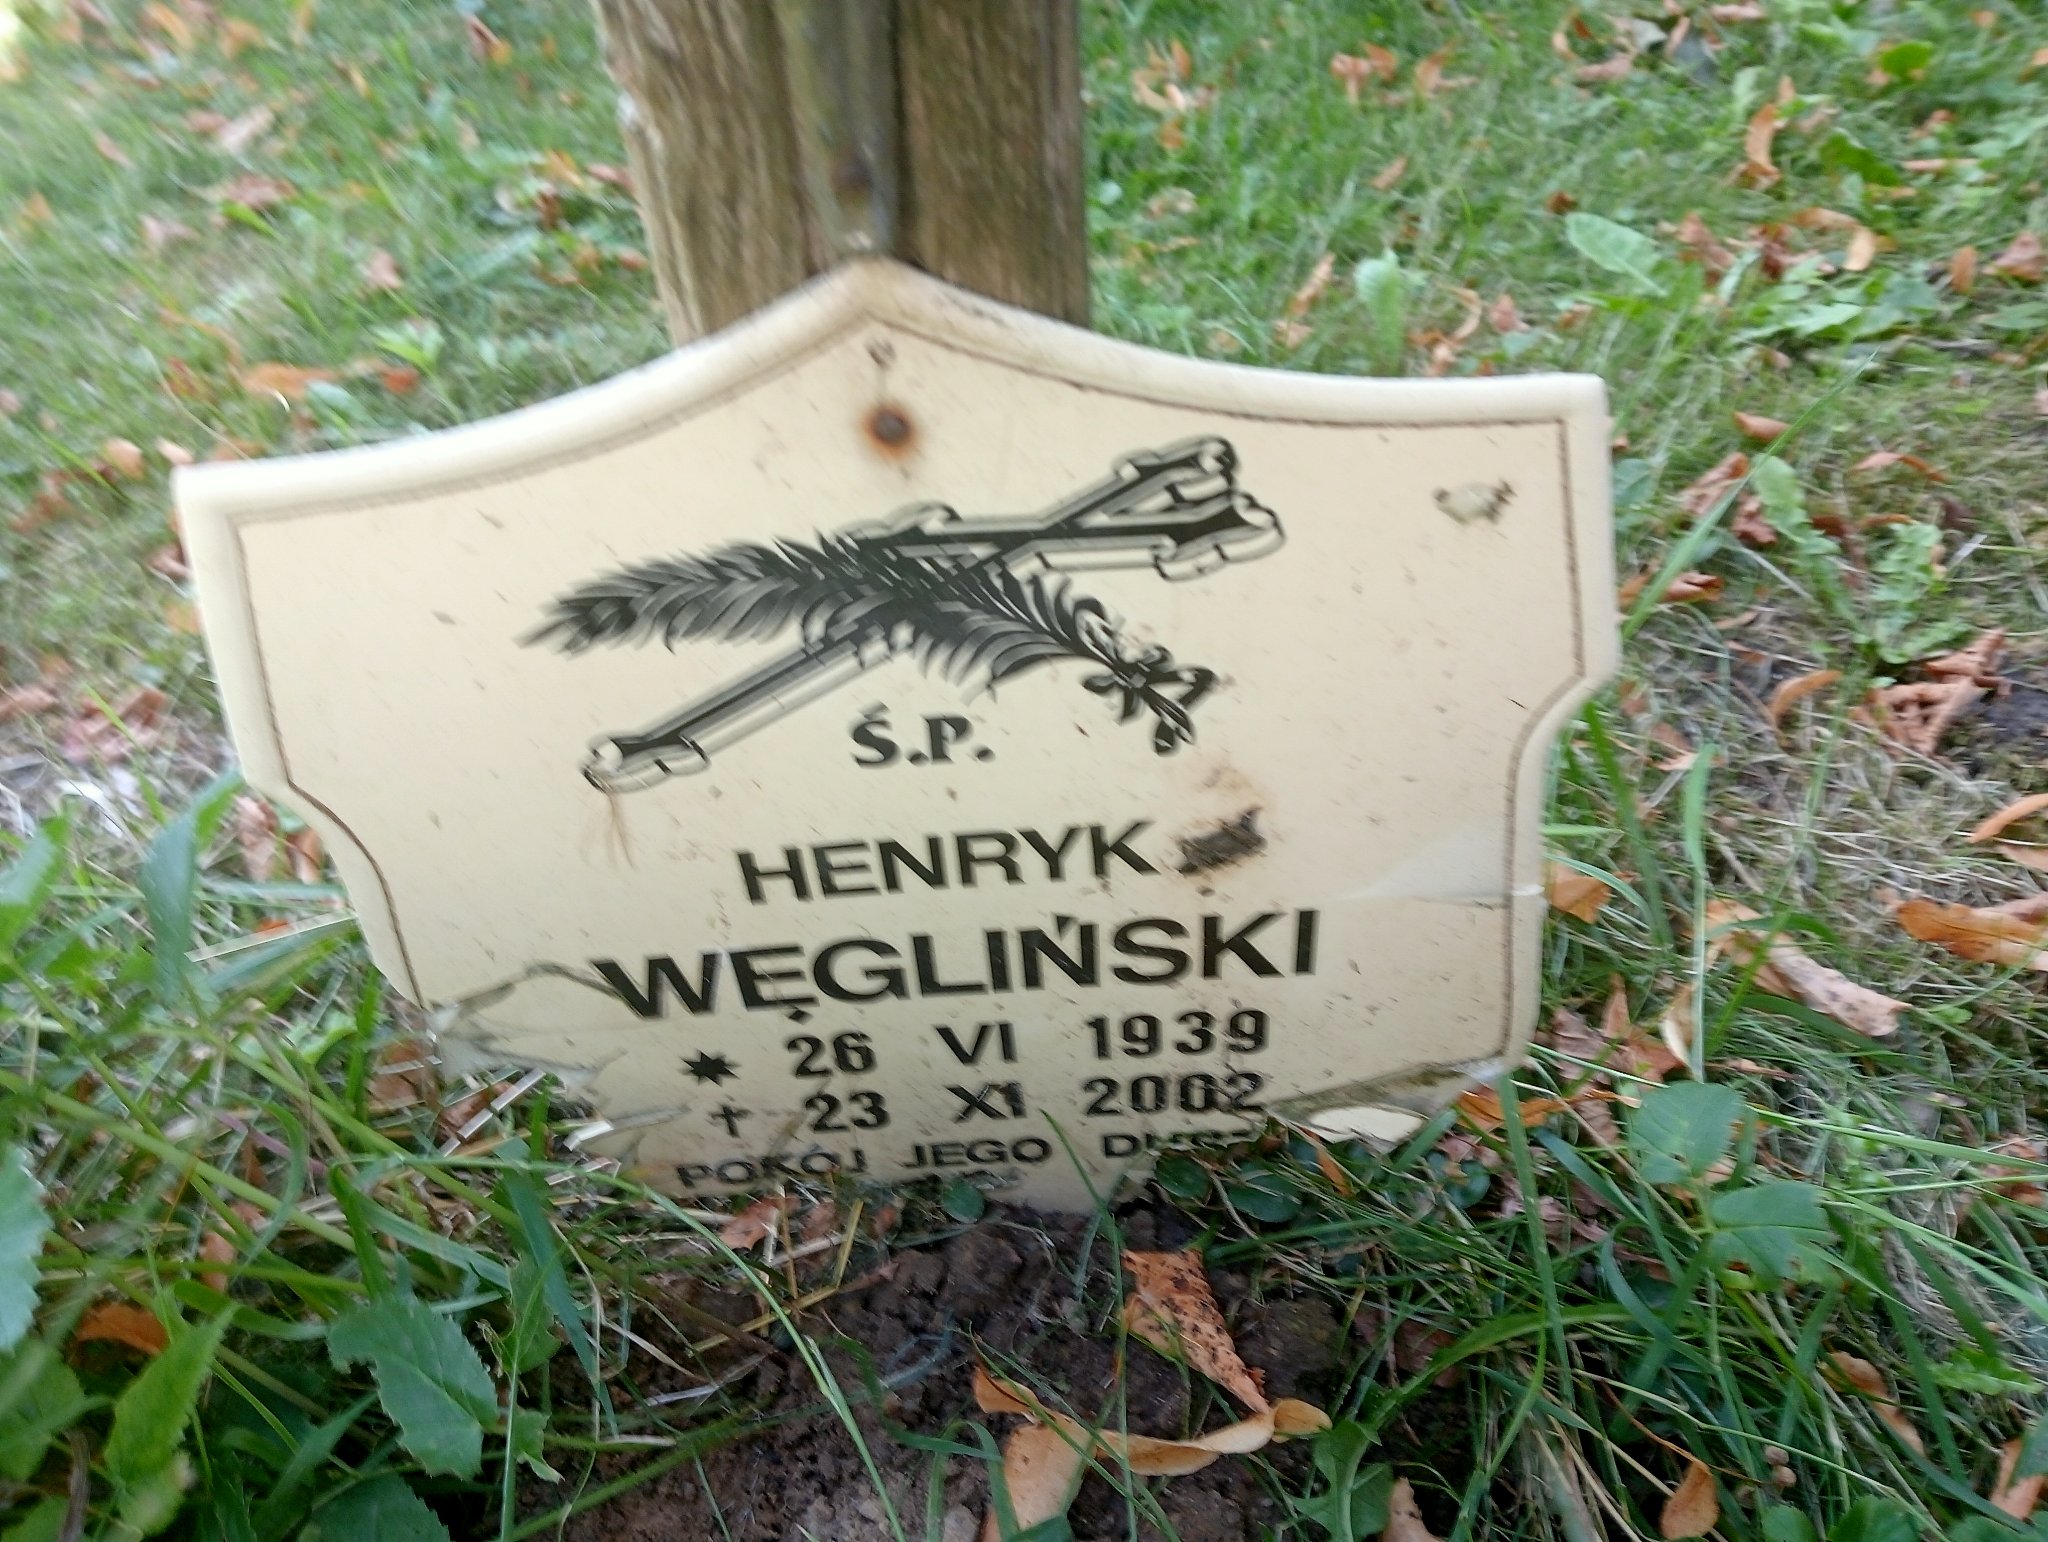 Ś.P.
HENRYK
WĘGLIŃSKI
★ 26 VI 1939
† 23 XI 2002
POKÓJ JEGO